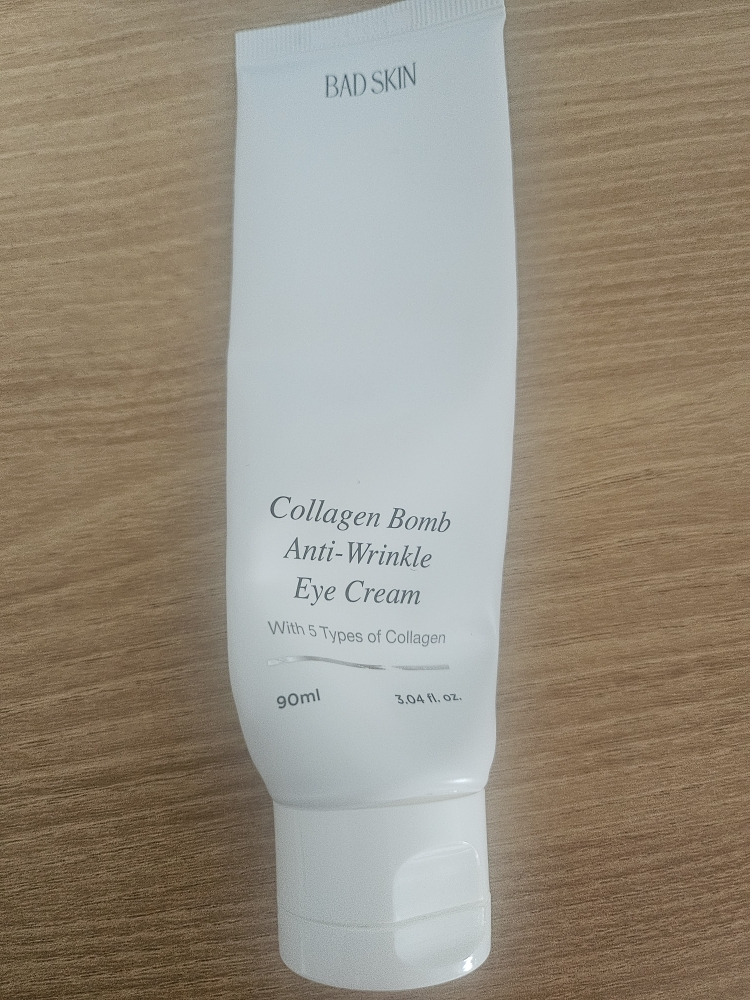 BAD SKIN
Collagen Bomb
Anti-Wrinkle
Eye Cream
With 5 Types of Collagen
90ml 3.04 fl. oz.